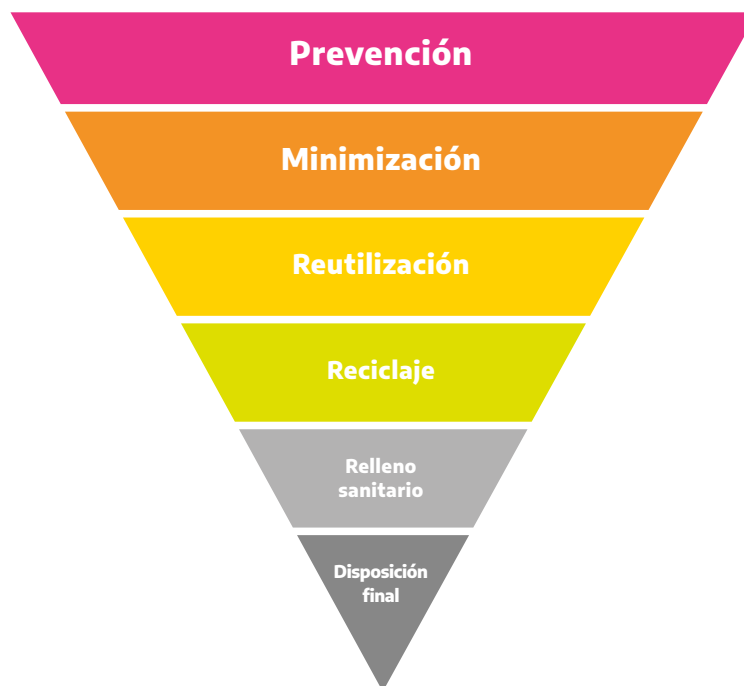 Prevención
Minimización
Reutilización
Reciclaje
Relleno
sanitario
Disposición
final